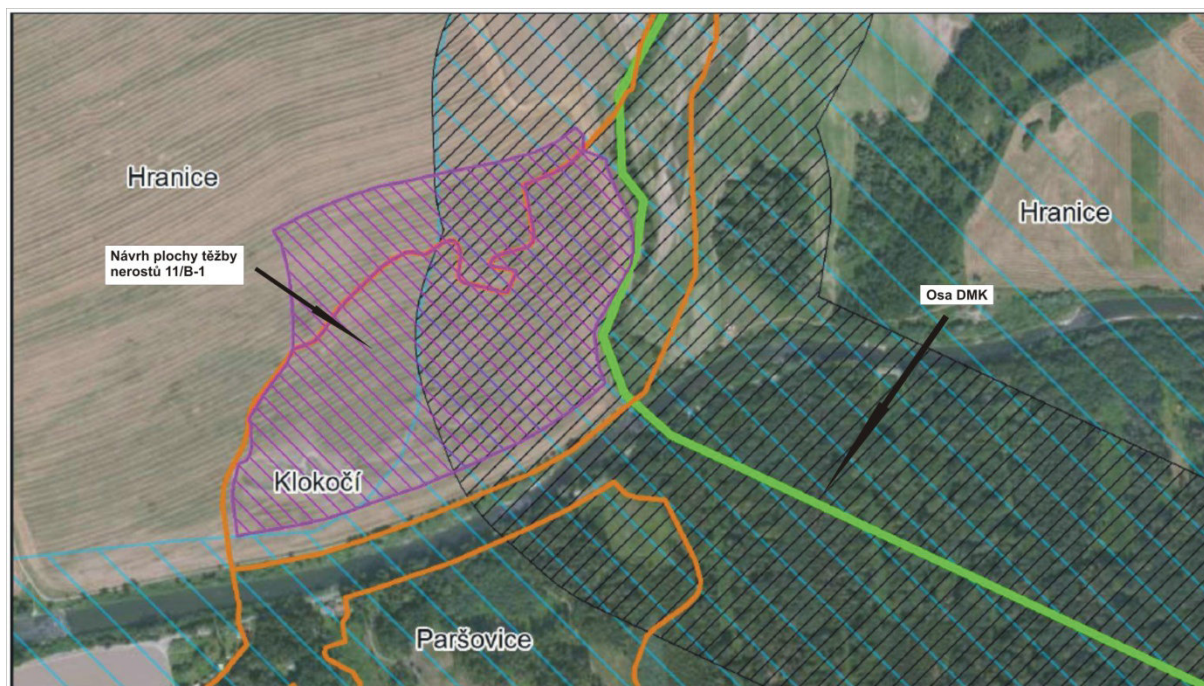 Hranice
Hranice
Návrh plochy těžby
nerostů 11/B-1
Osa DMK
Klokočí
Paršovice